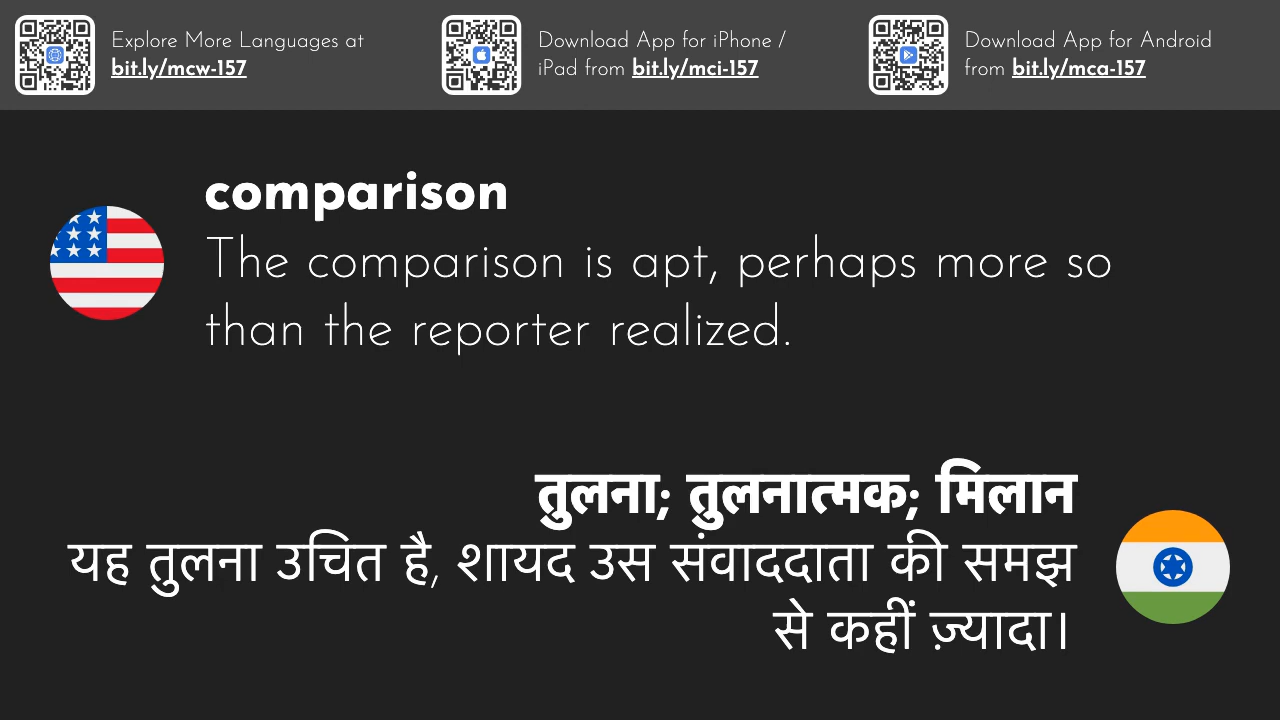 Explore More Languages at
bit.ly/mcw-157
Download App for iPhone /
iPad from bit.ly/mci-157
Download App for Android
from bit.ly/mca-157
comparison
The comparison is apt, perhaps more so
than the reporter realized.
तुलना; तुलनात्मक; मिलान
यह तुलना उचित है, शायद उस संवाददाता की समझ
से कहीं ज़्यादा।